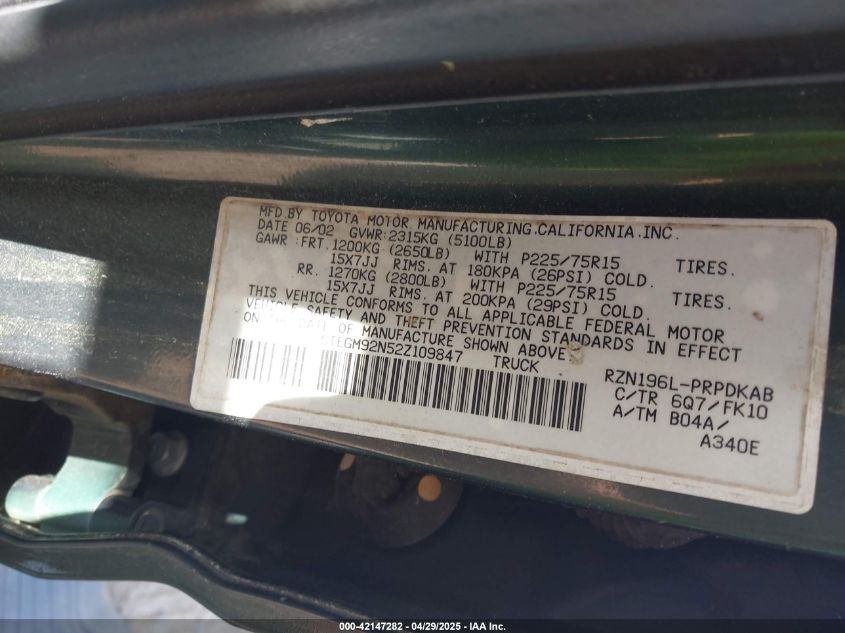 MFD BY TOYOTA MOTOR MANUFACTURING,CALIFORNIA,INC.
DATE 06/02 GVWR:2315KG (5100LB)
GAWR :FRT. 1200KG (2650LB) WITH P225/75R15 TIRES.
15X7JJ RIMS. AT 180KPA (26PSI) COLD.
RR. 1270KG (2800LB) WITH P225/75R15 TIRES.
15X7JJ RIMS. AT 200KPA (29PSI) COLD.
THIS VEHICLE CONFORMS TO ALL APPLICABLE FEDERAL MOTOR
VEHICLE SAFETY AND THEFT PREVENTION STANDARDS IN EFFECT
ON THE DATE OF MANUFACTURE SHOWN ABOVE.
5TEGM92N52Z109847 TRUCK
RZN196L-PRPDKAB
C/TR 6Q7/FK10
A/TM B04A/
A340E
000-42147282 - 04/29/2025 - IAA Inc.